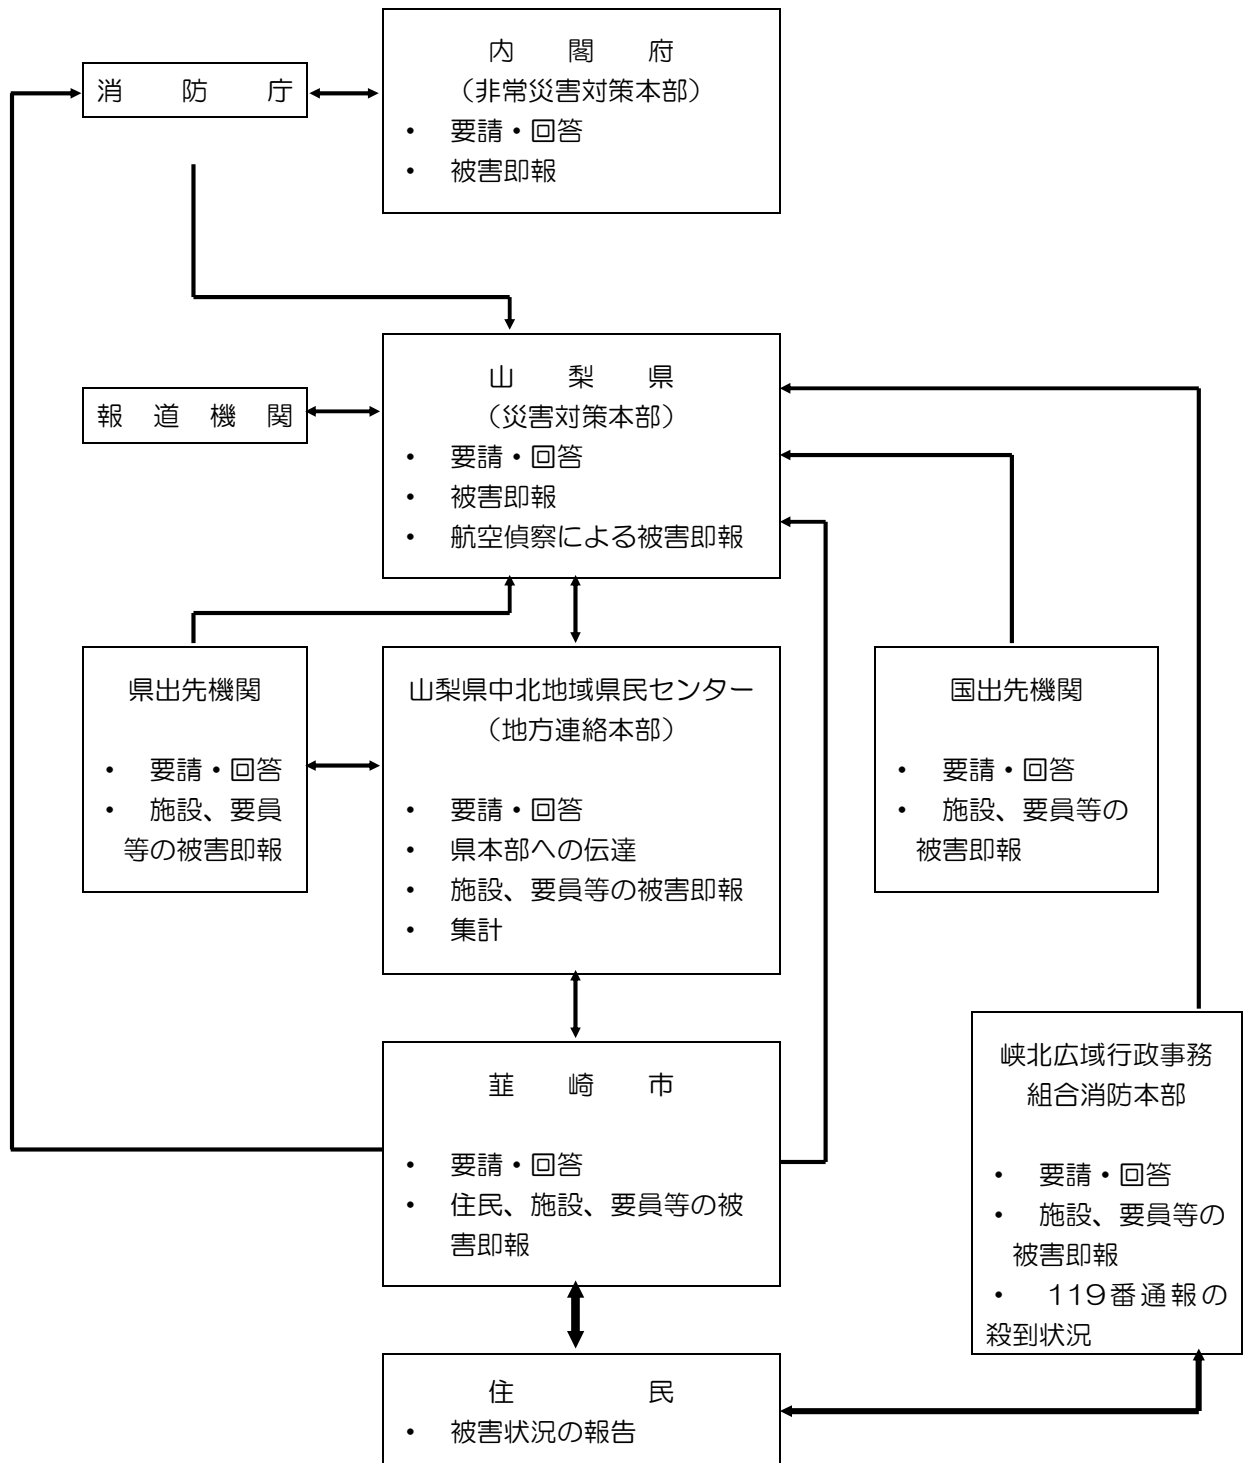 内　閣　府
（非常災害対策本部）
・　要請・回答
・　被害即報
消　防　庁
山　梨　県
（災害対策本部）
・　要請・回答
・　被害即報
・　航空偵察による被害即報
報　道　機　関
県出先機関
・　要請・回答
・　施設、要員
等の被害即報
山梨県中北地域県民センター
（地方連絡本部）
・　要請・回答
・　県本部への伝達
・　施設、要員等の被害即報
・　集計
国出先機関
・　要請・回答
・　施設、要員等の
被害即報
韮　崎　市
・　要請・回答
・　住民、施設、要員等の被
害即報
峡北広域行政事務
組合消防本部
・　要請・回答
・　施設、要員等の
被害即報
・　119番通報の
殺到状況
住　　　民
・　被害状況の報告